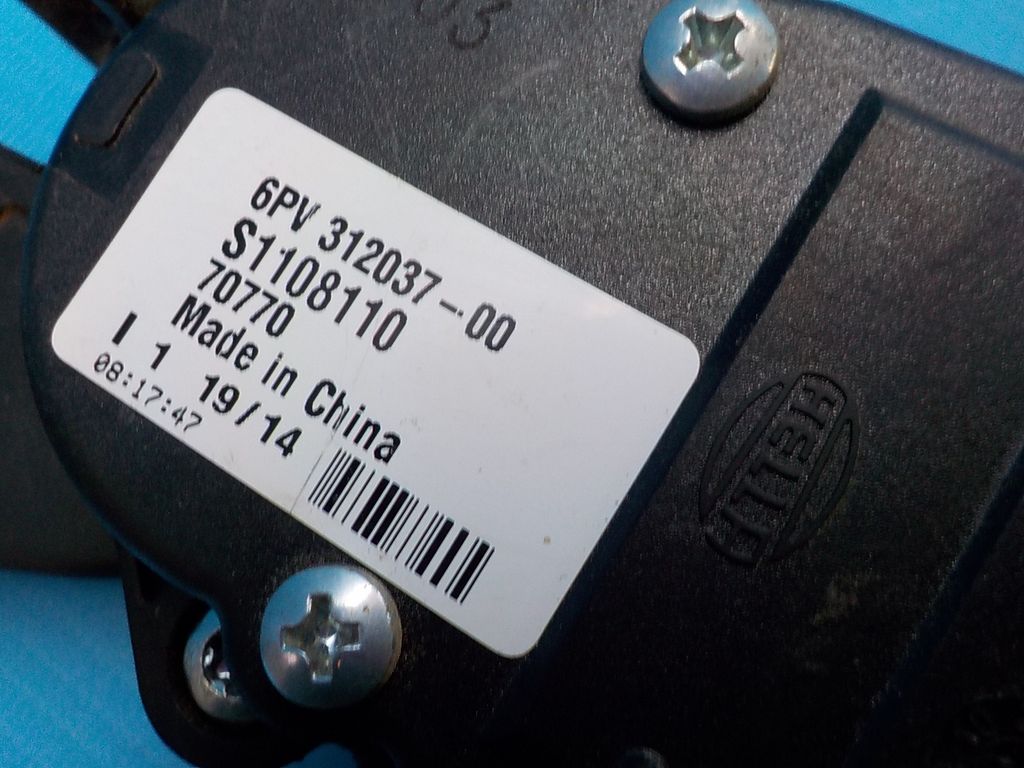 6PV 312037-00
S1108110
70770
Made in China
I 1 19/14
08:17:47
HELLA